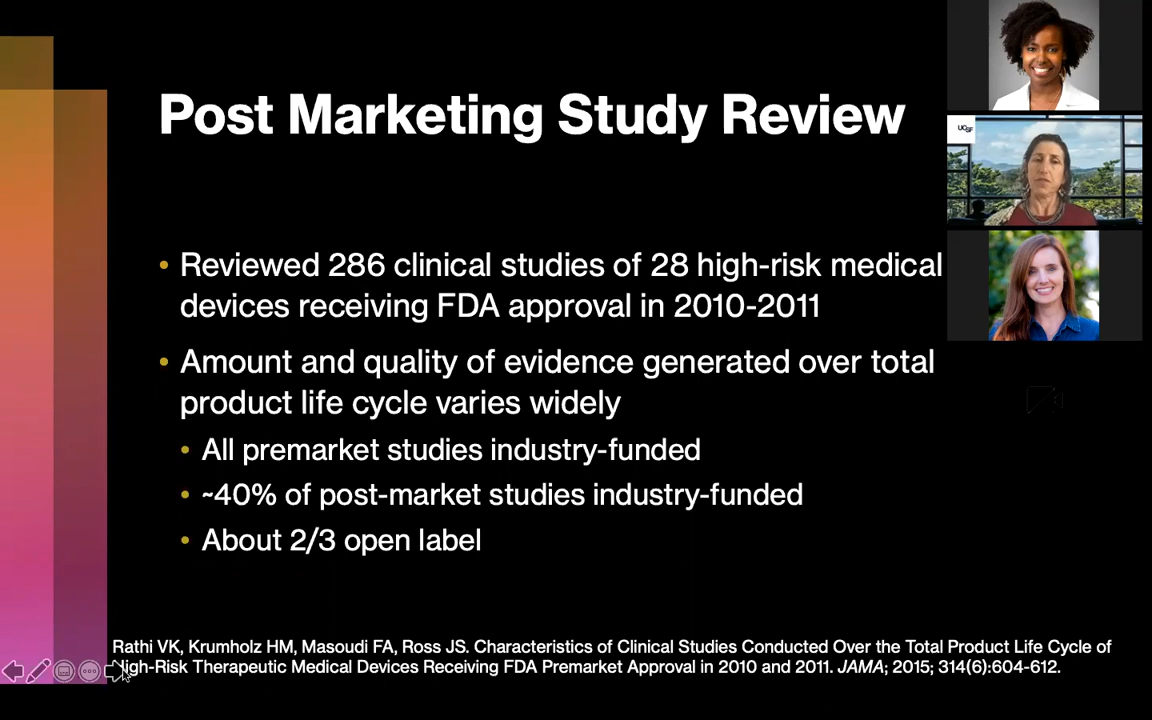 Post Marketing Study Review
UCSF
• Reviewed 286 clinical studies of 28 high-risk medical
devices receiving FDA approval in 2010-2011
• Amount and quality of evidence generated over total
product life cycle varies widely
• All premarket studies industry-funded
• ~40% of post-market studies industry-funded
• About 2/3 open label
Rathi VK, Krumholz HM, Masoudi FA, Ross JS. Characteristics of Clinical Studies Conducted Over the Total Product Life Cycle of
High-Risk Therapeutic Medical Devices Receiving FDA Premarket Approval in 2010 and 2011. JAMA; 2015; 314(6):604-612.